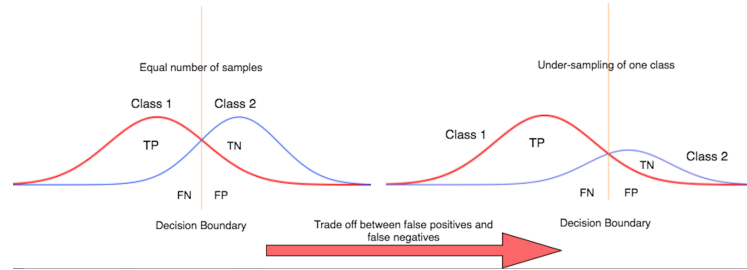 Equal number of samples
Class 1
Class 2
TP
TN
FN
FP
Decision Boundary
Under-sampling of one class
Class 1
TP
Class 2
TN
FN
FP
Decision Boundary
Trade off between false positives and
false negatives